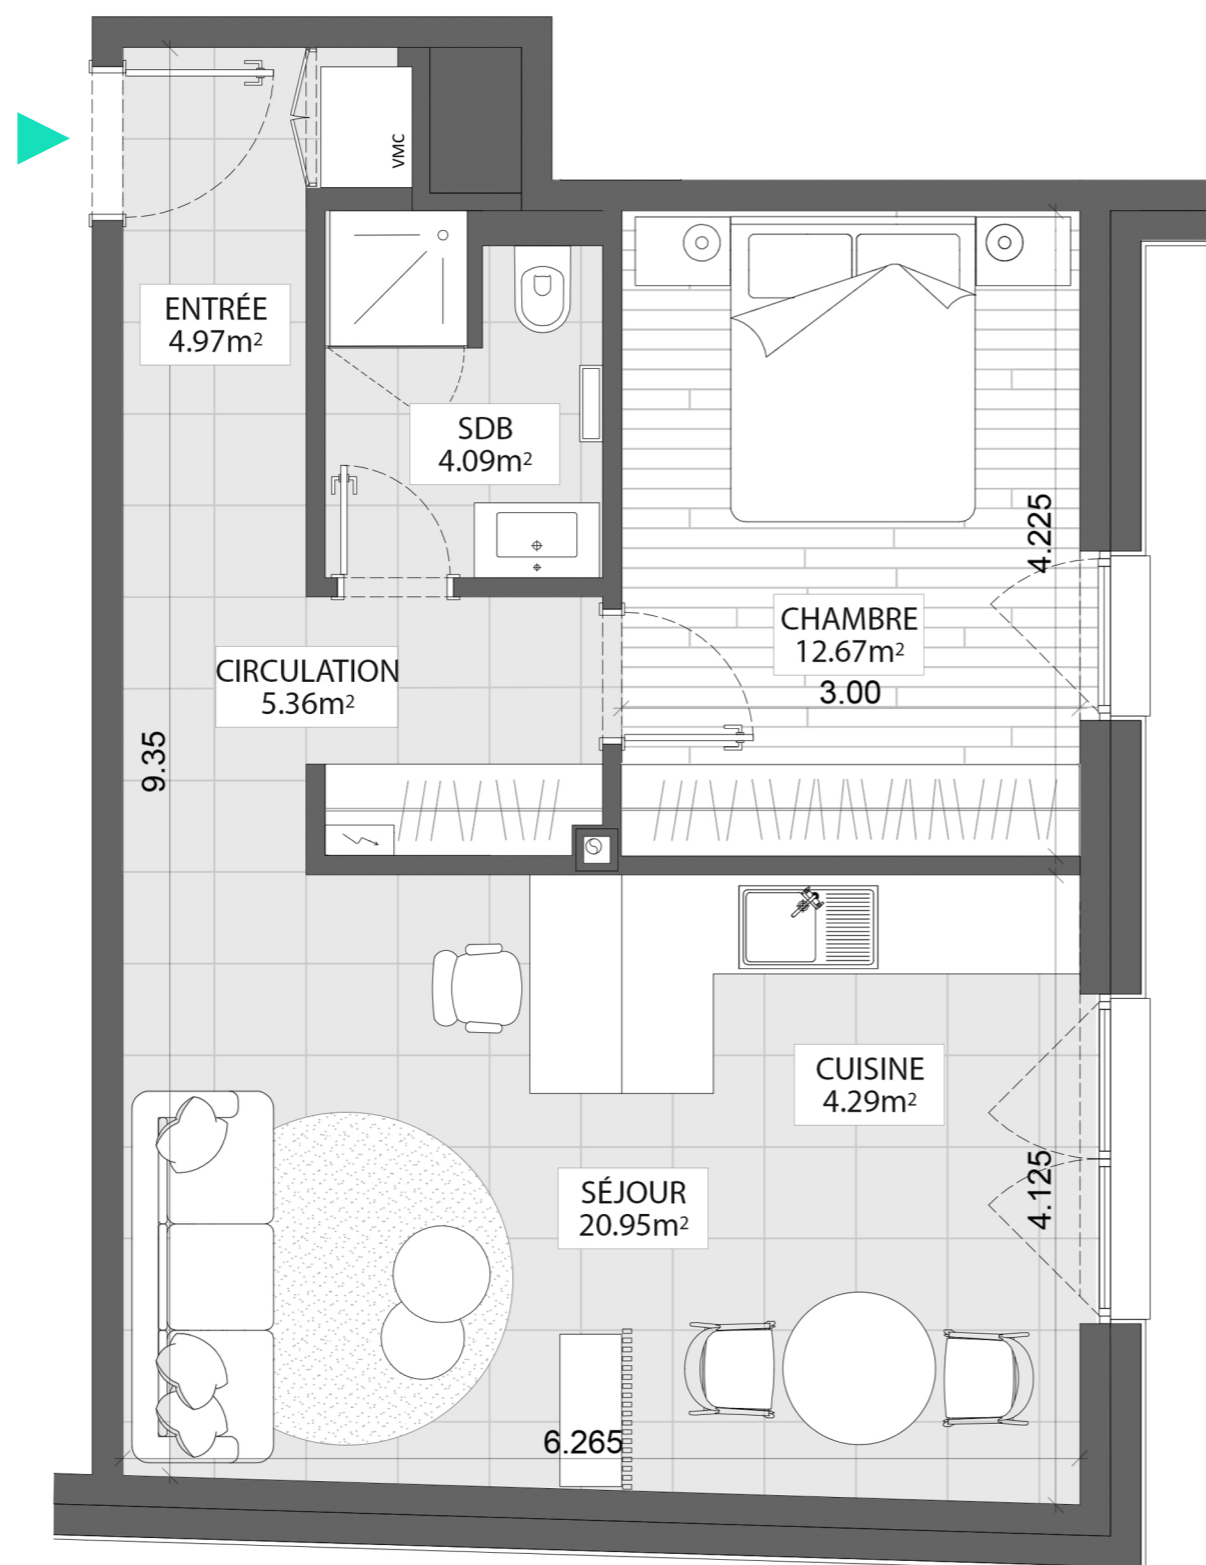 VMC
ENTRÉE
4.97m²
SDB
4.09m²
4.225
CHAMBRE
12.67m²
3.00
CIRCULATION
5.36m²
9.35
CUISINE
4.29m²
4.125
SÉJOUR
20.95m²
6.265